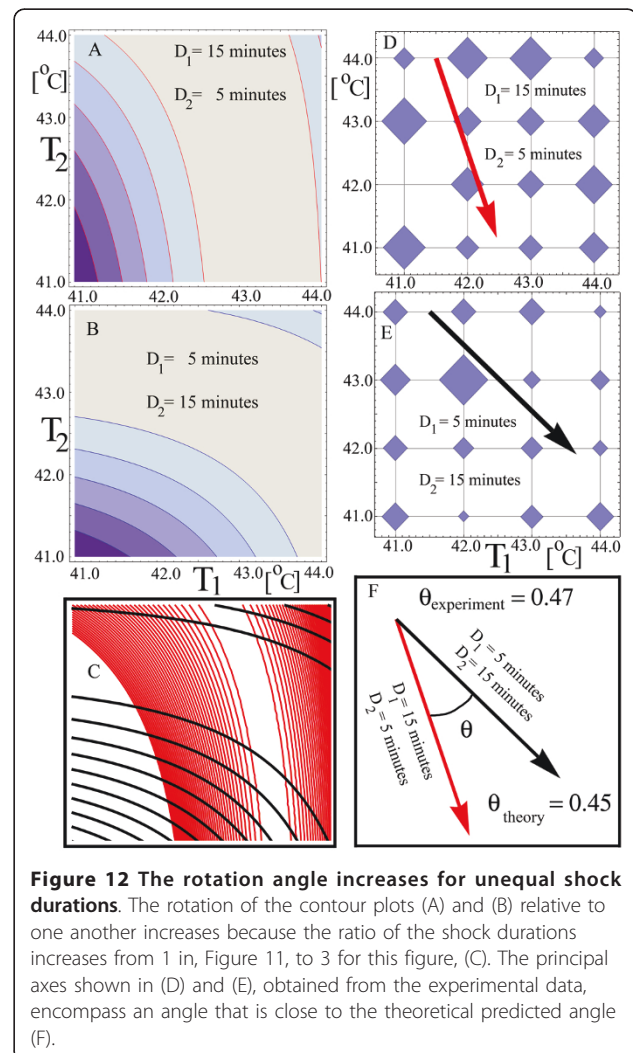 A
D₁= 15 minutes
D₂= 5 minutes
[°C]
T₂
44.0
43.0
42.0
41.0
41.0 42.0 43.0 44.0
D
D₁= 15 minutes
D₂= 5 minutes
[°C]
44.0
43.0
42.0
41.0
41.0 42.0 43.0 44.0
B
D₁= 5 minutes
D₂= 15 minutes
T₂
44.0
43.0
42.0
41.0
41.0 42.0 43.0 44.0
T₁ [°C]
E
D₁= 5 minutes
D₂= 15 minutes
44.0
43.0
42.0
41.0
41.0 42.0 43.0 44.0
T₁ [°C]
C
F
θexperiment = 0.47
D₁= 5 minutes
D₂= 15 minutes
D₁= 15 minutes
D₂= 5 minutes
θ
θtheory = 0.45
Figure 12 The rotation angle increases for unequal shock
durations. The rotation of the contour plots (A) and (B) relative to
one another increases because the ratio of the shock durations
increases from 1 in, Figure 11, to 3 for this figure, (C). The principal
axes shown in (D) and (E), obtained from the experimental data,
encompass an angle that is close to the theoretical predicted angle
(F).